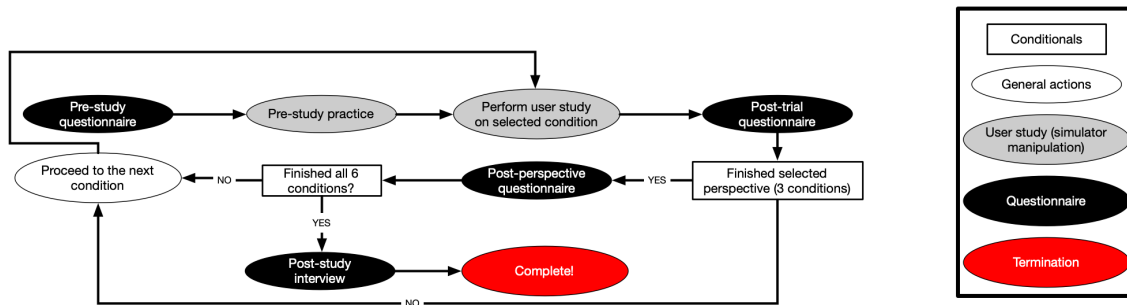 Pre-study
questionnaire
Pre-study practice
Perform user study
on selected condition
Post-trial
questionnaire
Proceed to the next
condition
NO
Finished all 6
conditions?
Post-perspective
questionnaire
YES
Finished selected
perspective (3 conditions)
YES
Post-study
interview
Complete!
NO
Conditionals
General actions
User study (simulator
manipulation)
Questionnaire
Termination